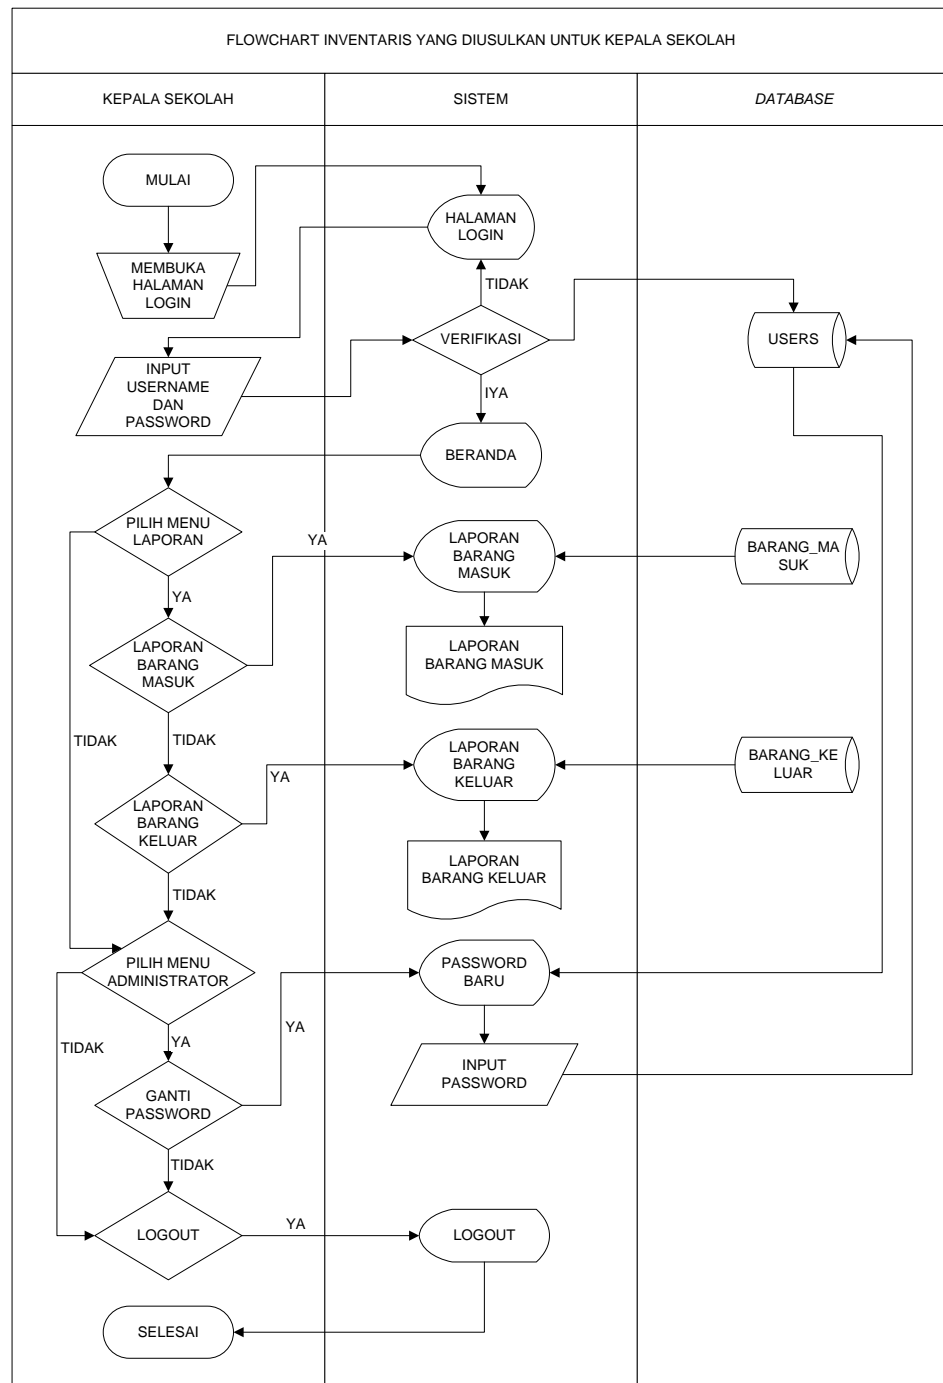 FLOWCHART INVENTARIS YANG DIUSULKAN UNTUK KEPALA SEKOLAH
KEPALA SEKOLAH
SISTEM
DATABASE
MULAI
HALAMAN
LOGIN
MEMBUKA
HALAMAN
LOGIN
TIDAK
VERIFIKASI
USERS
INPUT
USERNAME
DAN
PASSWORD
IYA
BERANDA
PILIH MENU
LAPORAN
YA
LAPORAN
BARANG
MASUK
BARANG_MA
SUK
YA
LAPORAN
BARANG
MASUK
LAPORAN
BARANG MASUK
TIDAK
TIDAK
LAPORAN
BARANG
KELUAR
BARANG_KE
LUAR
YA
LAPORAN
BARANG
KELUAR
LAPORAN
BARANG KELUAR
TIDAK
PILIH MENU
ADMINISTRATOR
PASSWORD
BARU
YA
TIDAK
YA
INPUT
PASSWORD
GANTI
PASSWORD
TIDAK
LOGOUT
YA
LOGOUT
SELESAI